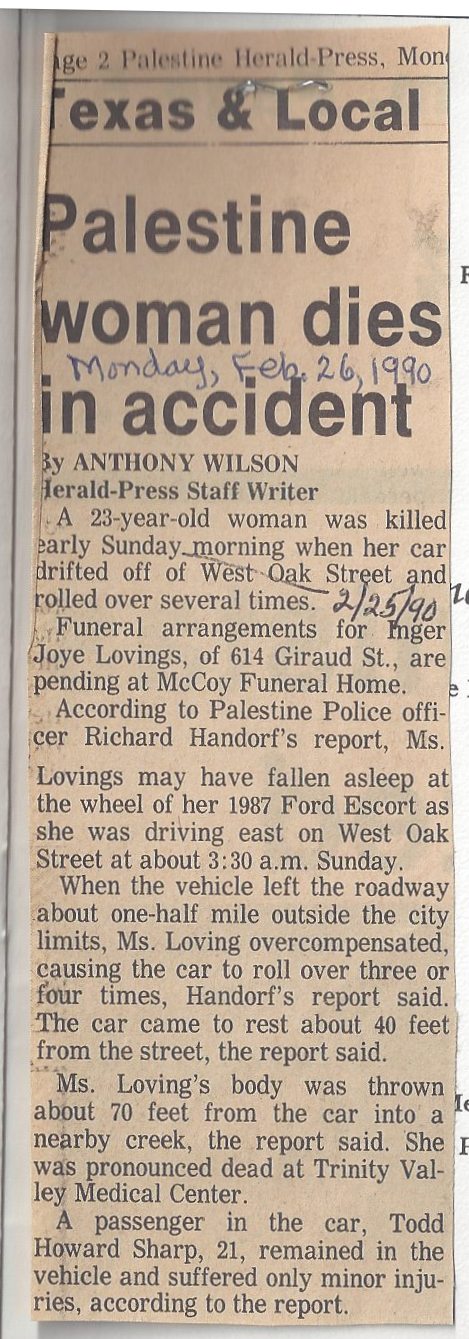 age 2 Palestine Herald-Press, Mon
Texas & Local
Palestine
woman dies
Monday, Feb. 26, 1990
in accident
By ANTHONY WILSON
Herald-Press Staff Writer
A 23-year-old woman was killed
early Sunday morning when her car
drifted off of West Oak Street and
rolled over several times. 2/25/90
Funeral arrangements for Inger
Joye Lovings, of 614 Giraud St., are
pending at McCoy Funeral Home.
According to Palestine Police offi-
cer Richard Handorf's report, Ms.
Lovings may have fallen asleep at
the wheel of her 1987 Ford Escort as
she was driving east on West Oak
Street at about 3:30 a.m. Sunday.
When the vehicle left the roadway
about one-half mile outside the city
limits, Ms. Loving overcompensated,
causing the car to roll over three or
four times, Handorf's report said.
The car came to rest about 40 feet
from the street, the report said.
Ms. Loving's body was thrown
about 70 feet from the car into a
nearby creek, the report said. She
was pronounced dead at Trinity Val-
ley Medical Center.
A passenger in the car, Todd
Howard Sharp, 21, remained in the
vehicle and suffered only minor inju-
ries, according to the report.